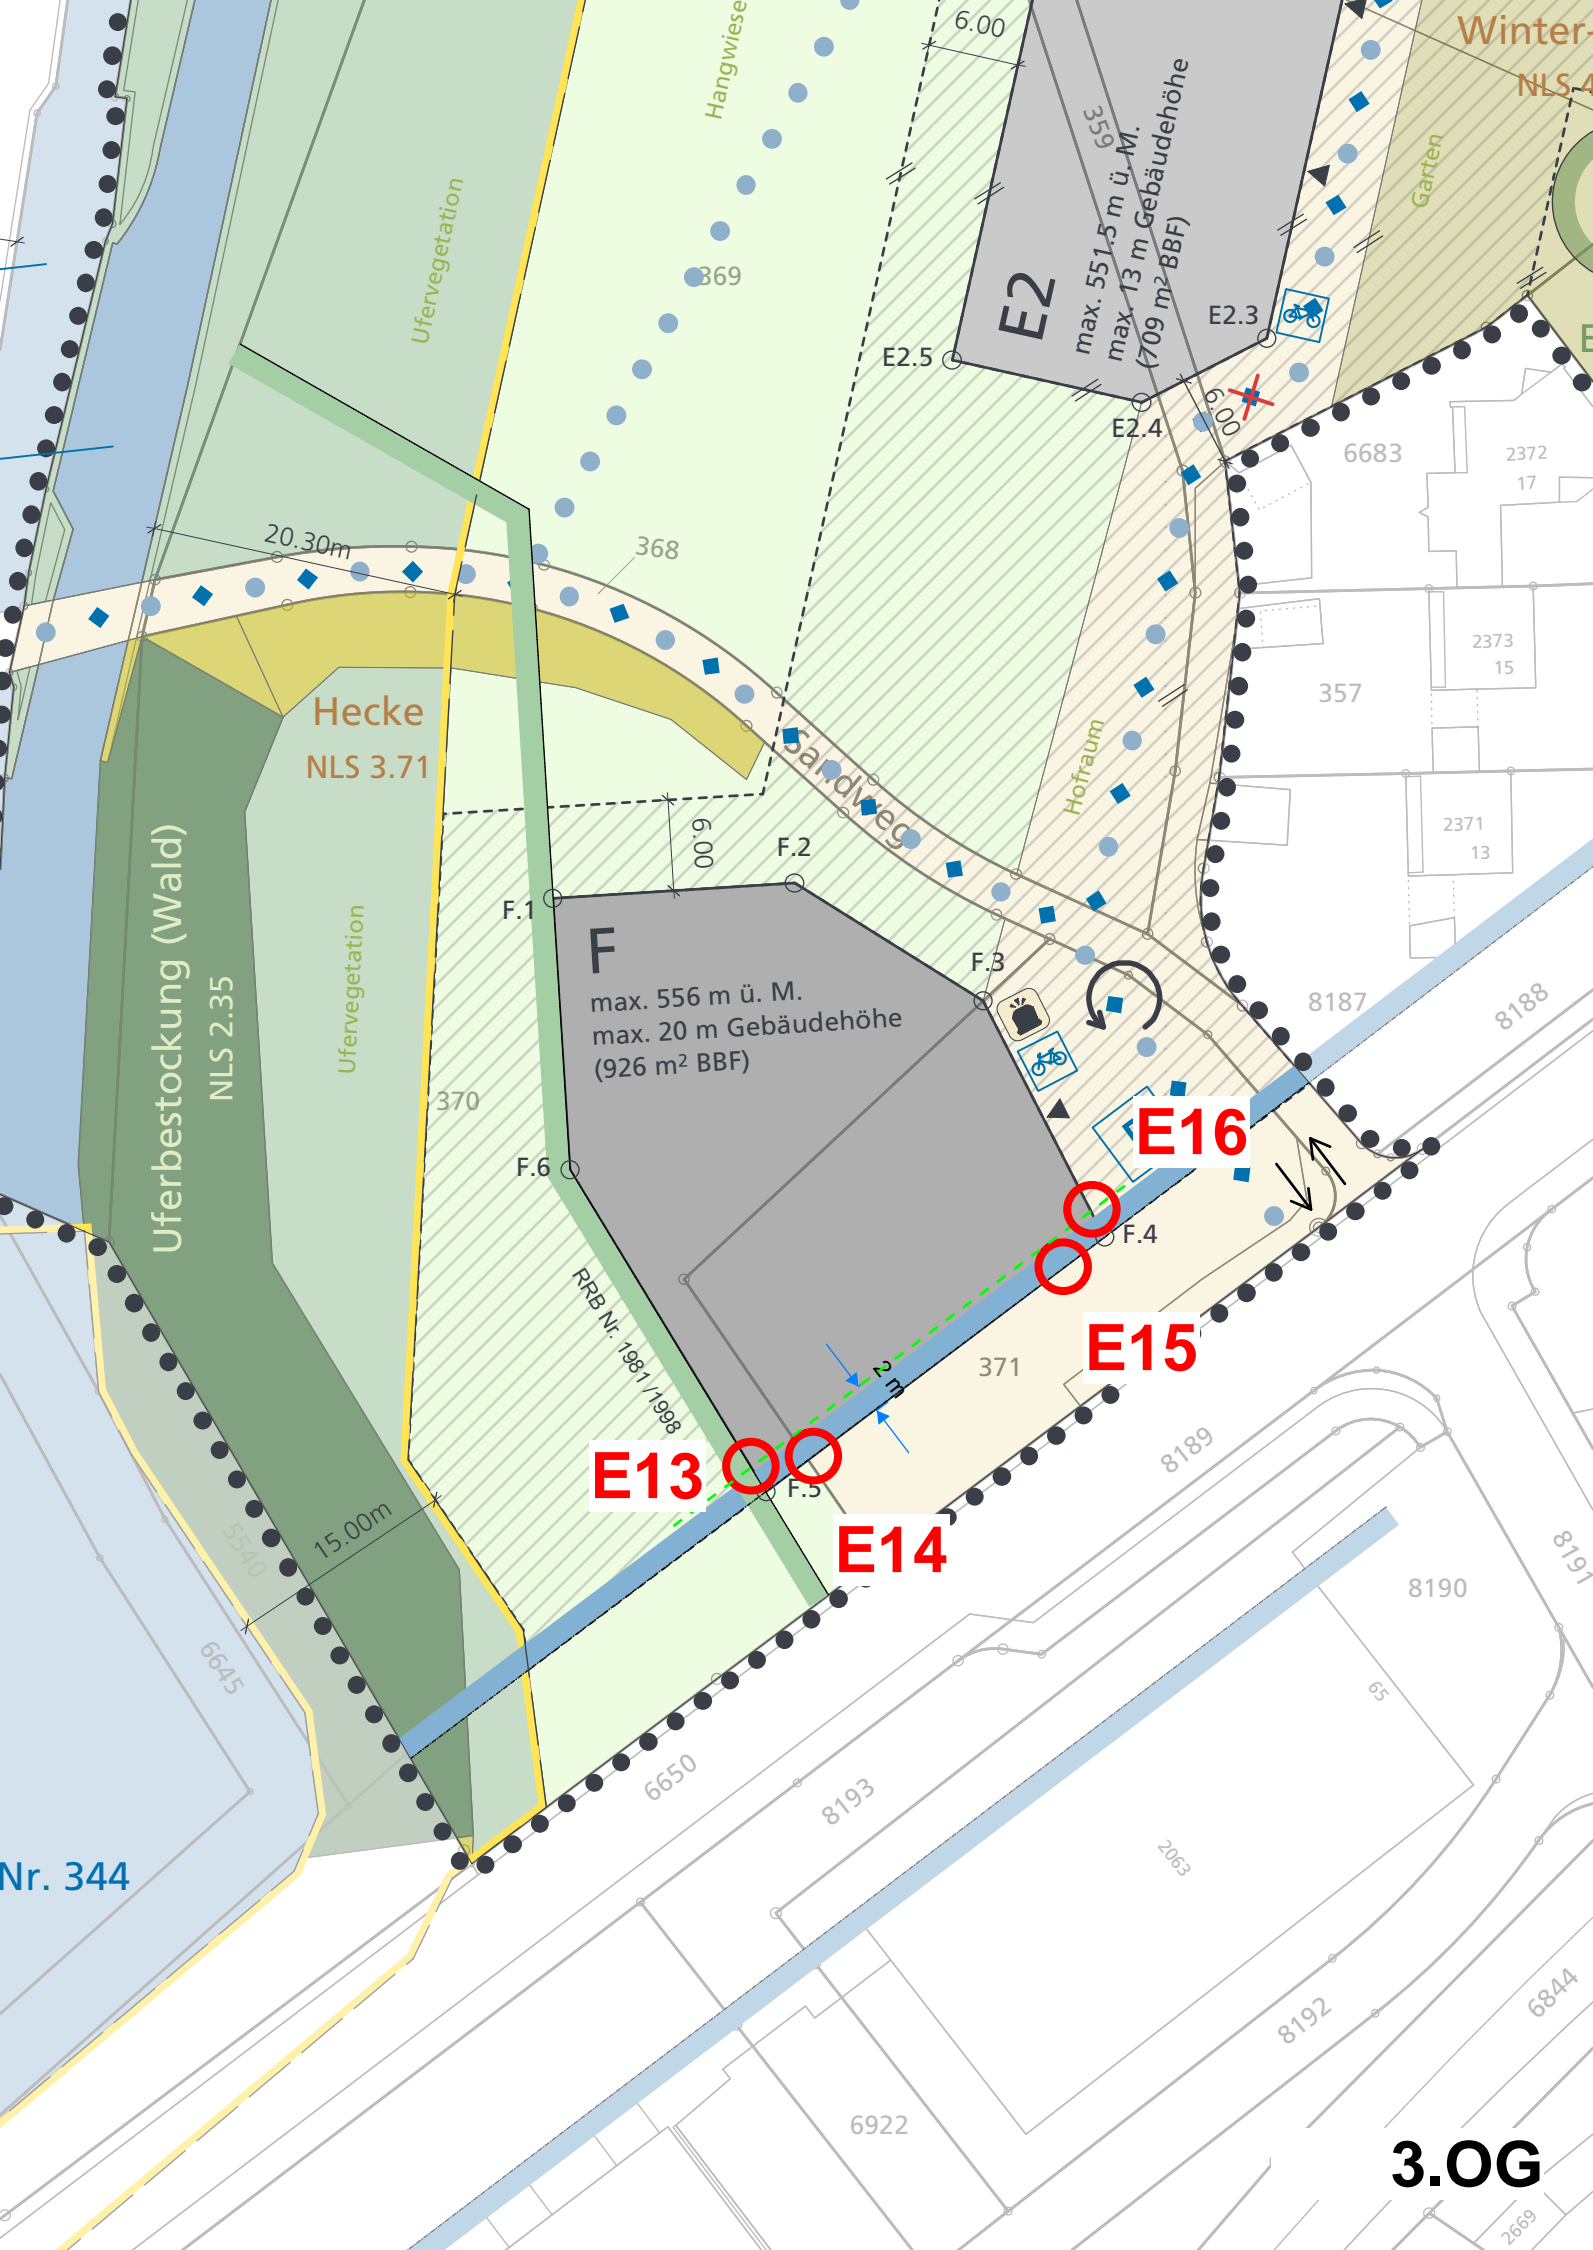 6.00
Winter-
NLS 4
Hangwiese
359
max. 551.5 m ü. M.
max. 13 m Gebäudehöhe
(709 m² BBF)
E2
Garten
Ufervegetation
369
E2.3
E2.5
E2.4
6.00
E
6683
2372
17
20.30m
368
2373
15
357
Hecke
NLS 3.71
Sandweg
Hofraum
6.00
2371
13
F.2
F.1
F
F.3
max. 556 m ü. M.
max. 20 m Gebäudehöhe
(926 m² BBF)
Uferbestockung (Wald)
NLS 2.35
Ufervegetation
370
8187
8188
E16
F.6
F.4
RRB Nr. 1981/1998
2 m
371
E15
8189
E13
F.5
E14
15.00m
5540
6645
8190
8191
65
6650
8193
2063
Nr. 344
8192
6844
6922
3.OG
2669